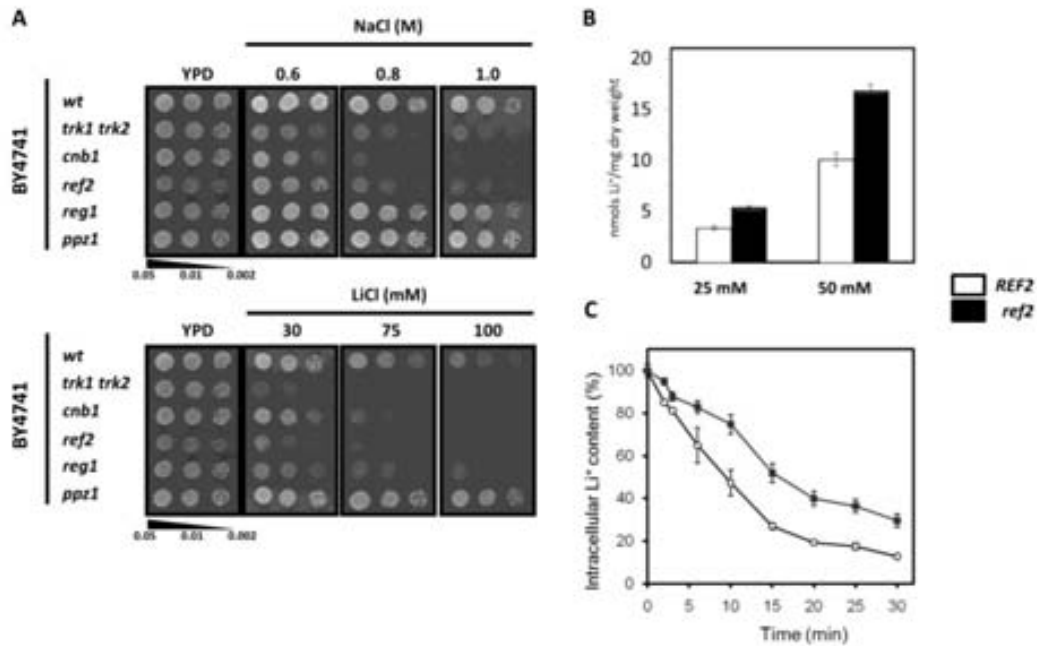 A
NaCl (M)
YPD 0.6 0.8 1.0
BY4741
wt
trk1 trk2
cnb1
ref2
reg1
ppz1
0.05 0.01 0.002
LiCl (mM)
YPD 30 75 100
BY4741
wt
trk1 trk2
cnb1
ref2
reg1
ppz1
0.05 0.01 0.002
B
nmols Li⁺/mg dry weight
20
15
10
5
0
25 mM 50 mM
REF2
ref2
C
Intracellular Li⁺ content (%)
100
80
60
40
20
0
0 5 10 15 20 25 30
Time (min)